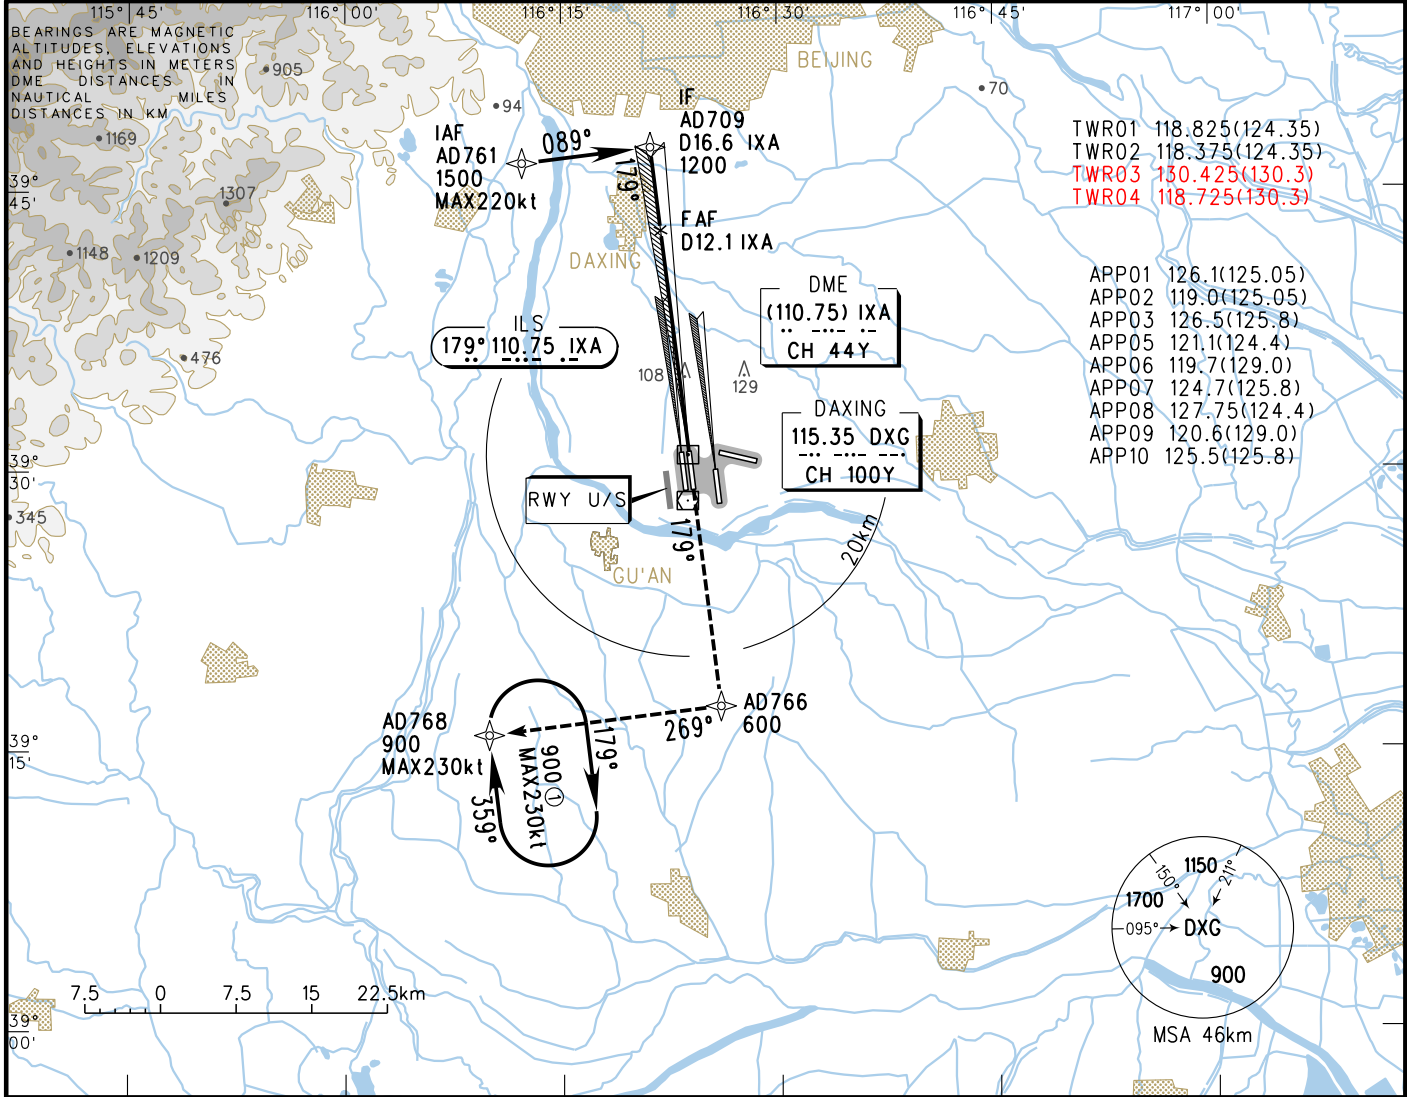 115° 45'
116° 00'
116° 15'
116° 30'
116° 45'
117° 00'
BEARINGS ARE MAGNETIC
ALTITUDES, ELEVATIONS
AND HEIGHTS IN METERS
DME DISTANCES IN
NAUTICAL MILES
DISTANCES IN KM
905
94
1169
1307
1148
1209
476
345
70
BEIJING
IAF
AD761
1500
MAX220kt
089°
IF
AD709
D16.6 IXA
1200
179°
FAF
D12.1 IXA
DAXING
TWR01 118.825(124.35)
TWR02 118.375(124.35)
TWR03 130.425(130.3)
TWR04 118.725(130.3)
APP01 126.1(125.05)
APP02 119.0(125.05)
APP03 126.5(125.8)
APP05 121.1(124.4)
APP06 119.7(129.0)
APP07 124.7(125.8)
APP08 127.75(124.4)
APP09 120.6(129.0)
APP10 125.5(125.8)
39°
45'
ILS
179° 110.75 IXA
DME
(110.75) IXA
CH 44Y
108
129
DAXING
115.35 DXG
CH 100Y
39°
30'
RWY U/S
179°
20km
GU'AN
AD766
600
269°
AD768
900
MAX230kt
179°
900 ①
MAX230kt
359°
39°
15'
1150
150°
211°
1700
095°
DXG
900
MSA 46km
7.5 0 7.5 15 22.5km
39°
00'